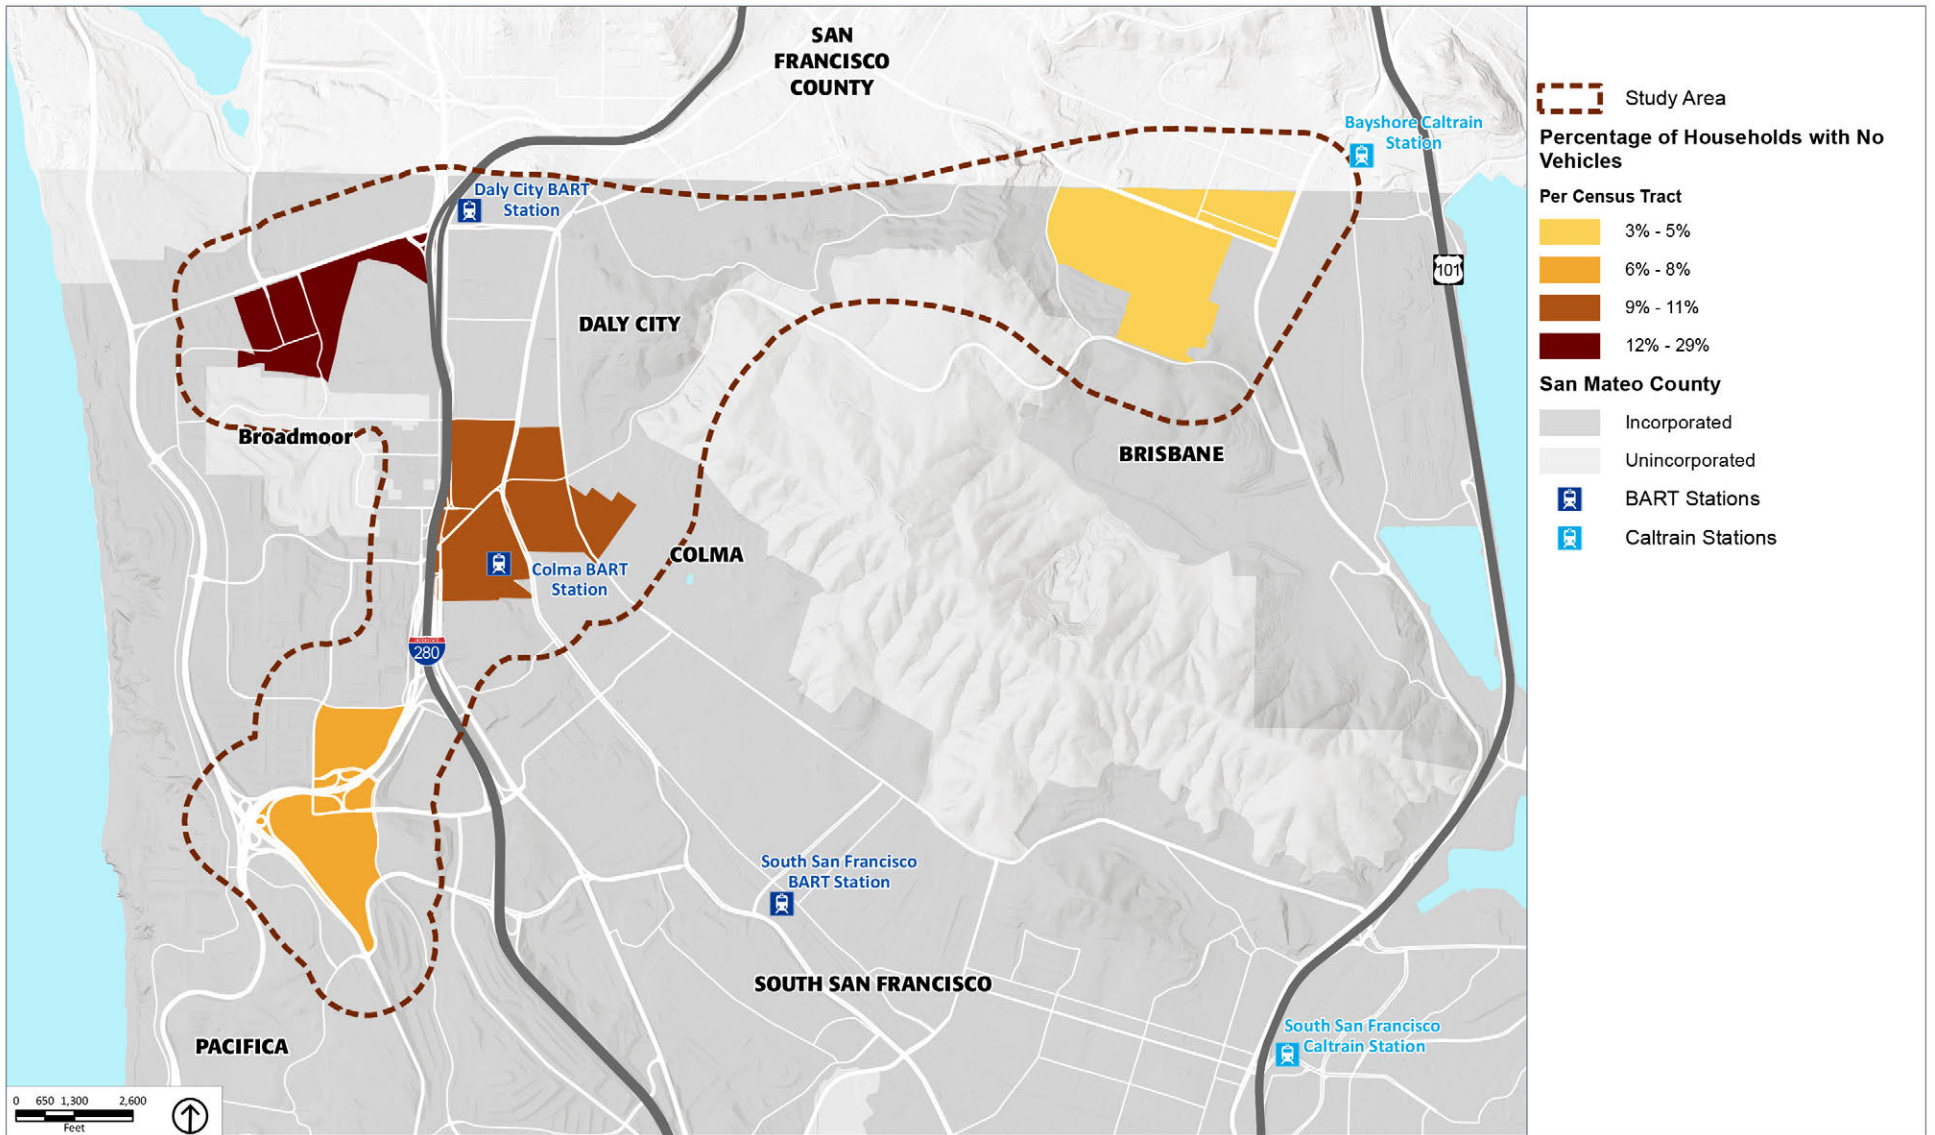 SAN
FRANCISCO
COUNTY
Bayshore Caltrain
Station
Daly City BART
Station
101
DALY CITY
Broadmoor
BRISBANE
COLMA
Colma BART
Station
280
South San Francisco
BART Station
SOUTH SAN FRANCISCO
South San Francisco
Caltrain Station
PACIFICA
0 650 1,300 2,600
Feet
Study Area
Percentage of Households with No
Vehicles
Per Census Tract
3% - 5%
6% - 8%
9% - 11%
12% - 29%
San Mateo County
Incorporated
Unincorporated
BART Stations
Caltrain Stations